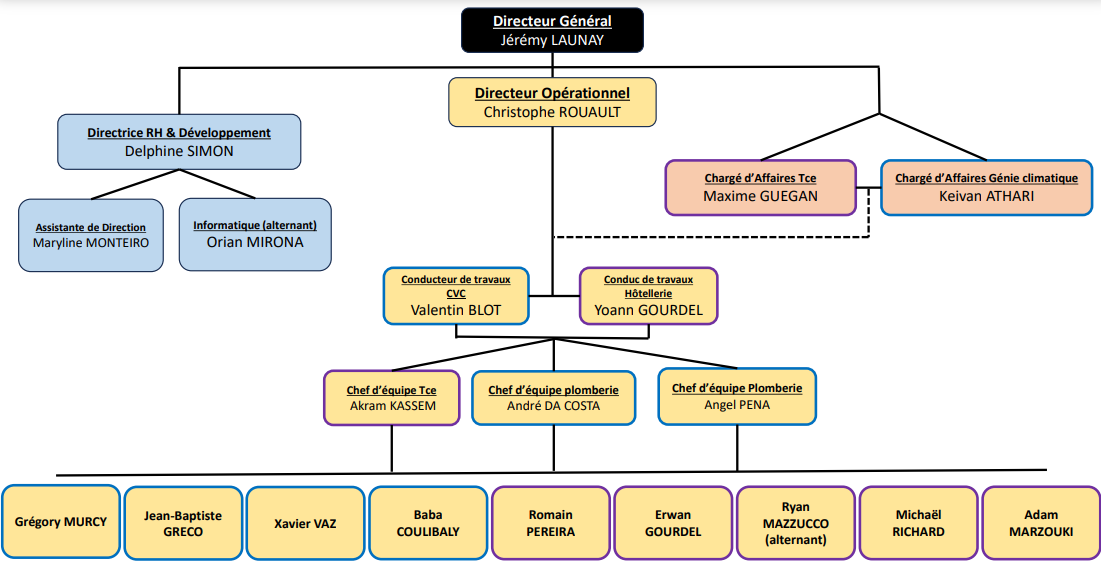 Directeur Général
Jérémy LAUNAY
Directeur Opérationnel
Christophe ROUAULT
Directrice RH & Développement
Delphine SIMON
Chargé d'Affaires Tce
Maxime GUEGAN
Chargé d'Affaires Génie climatique
Keivan ATHARI
Assistante de Direction
Maryline MONTEIRO
Informatique (alternant)
Orian MIRONA
Conducteur de travaux
CVC
Valentin BLOT
Conduc de travaux
Hôtellerie
Yoann GOURDEL
Chef d'équipe Tce
Akram KASSEM
Chef d'équipe plomberie
André DA COSTA
Chef d'équipe Plomberie
Angel PENA
Grégory MURCY
Jean-Baptiste
GRECO
Xavier VAZ
Baba
COULIBALY
Romain
PEREIRA
Erwan
GOURDEL
Ryan
MAZZUCCO
(alternant)
Michaël
RICHARD
Adam
MARZOUKI